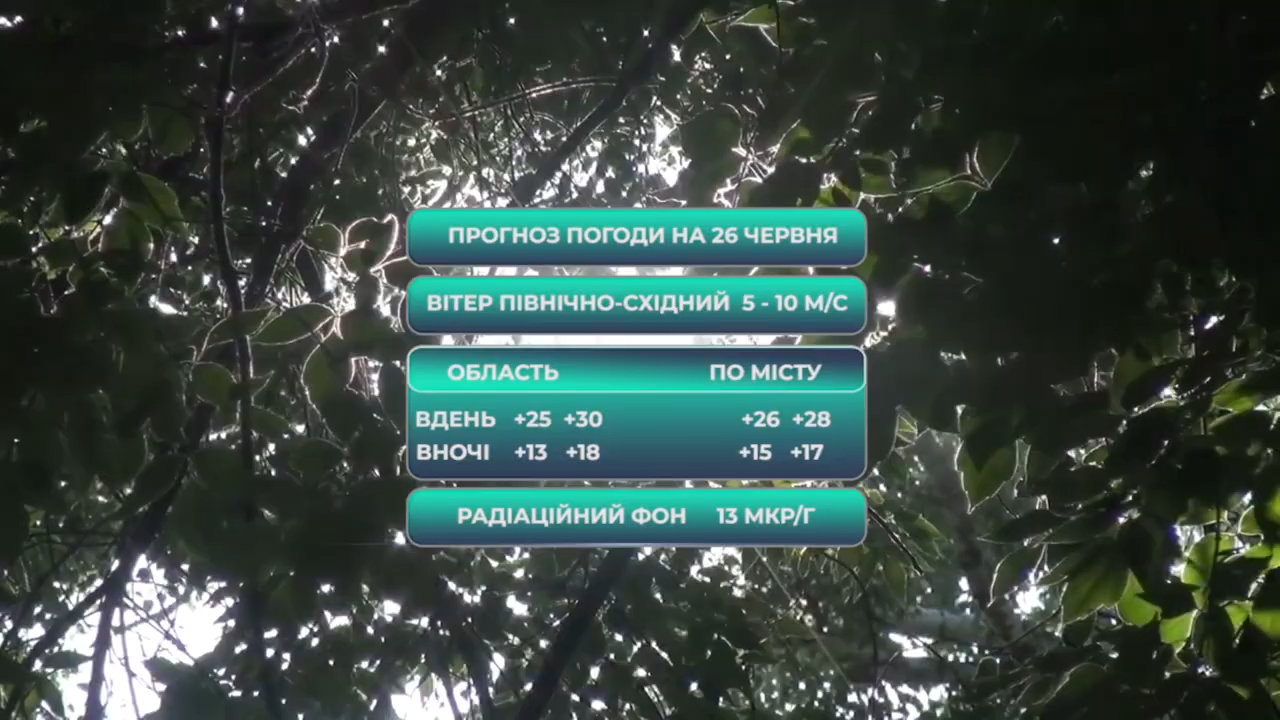 ПРОГНОЗ ПОГОДИ НА 26 ЧЕРВНЯ
ВІТЕР ПІВНІЧНО-СХІДНИЙ 5 - 10 М/С
ОБЛАСТЬ ПО МІСТУ
ВДЕНЬ +25 +30 +26 +28
ВНОЧІ +13 +18 +15 +17
РАДІАЦІЙНИЙ ФОН 13 МКР/Г